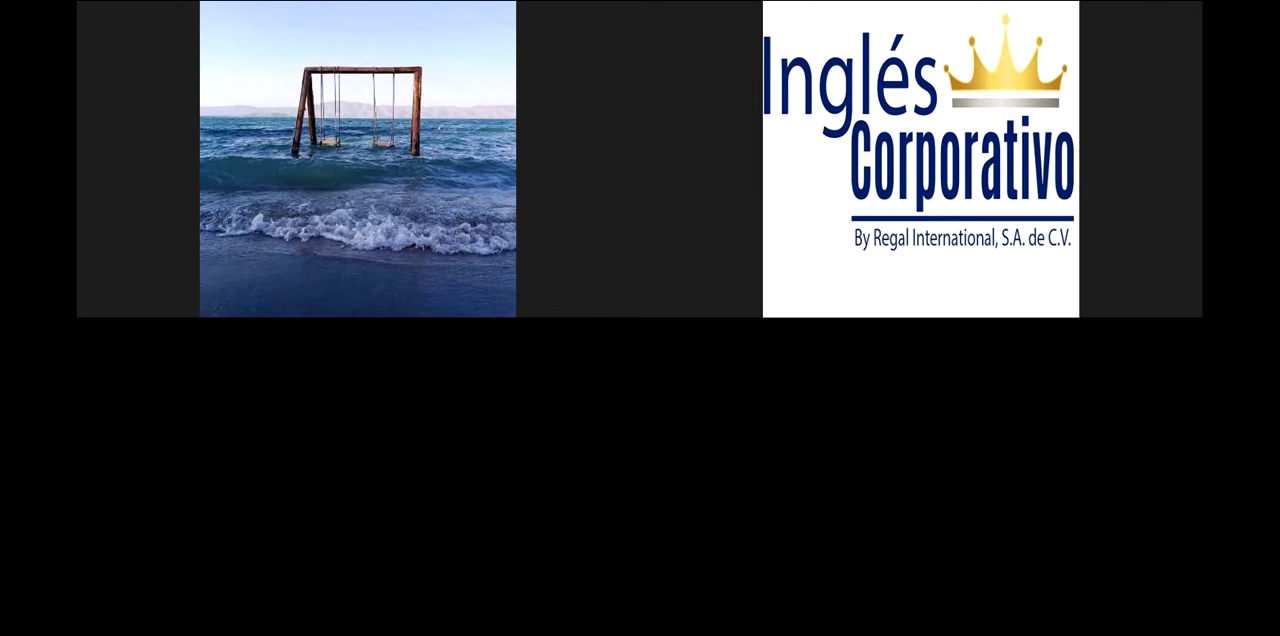 Inglés
Corporativo
By Regal International, S.A. de C.V.